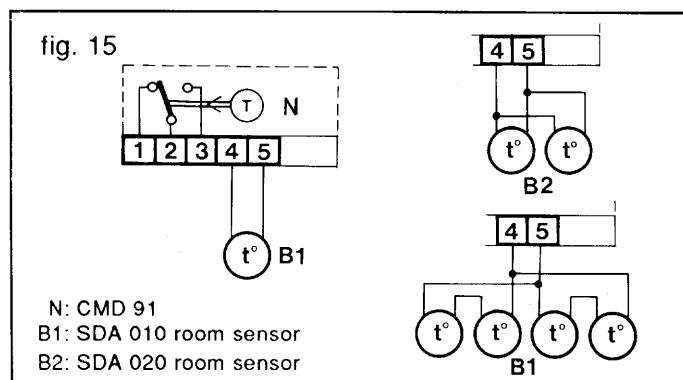 fig. 15
T N
1 2 3 4 5
t° B1
N: CMD 91
B1: SDA 010 room sensor
B2: SDA 020 room sensor
4 5
t° t°
B2
4 5
t° t° t° t°
B1